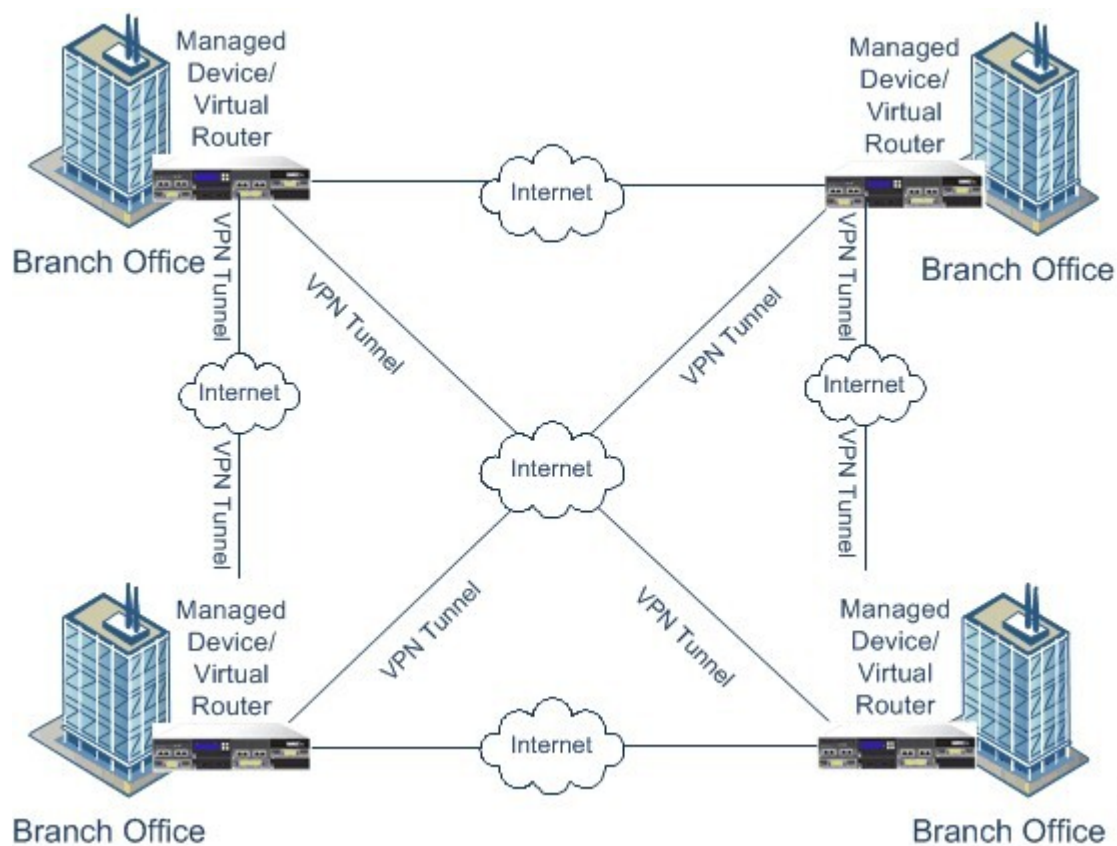 Managed
Device/
Virtual
Router
Branch Office
Managed
Device/
Virtual
Router
Branch Office
Internet
VPN Tunnel
VPN Tunnel
VPN Tunnel
VPN Tunnel
Internet
Internet
Internet
VPN Tunnel
VPN Tunnel
VPN Tunnel
VPN Tunnel
Managed
Device/
Virtual
Router
Branch Office
Managed
Device/
Virtual
Router
Branch Office
Internet